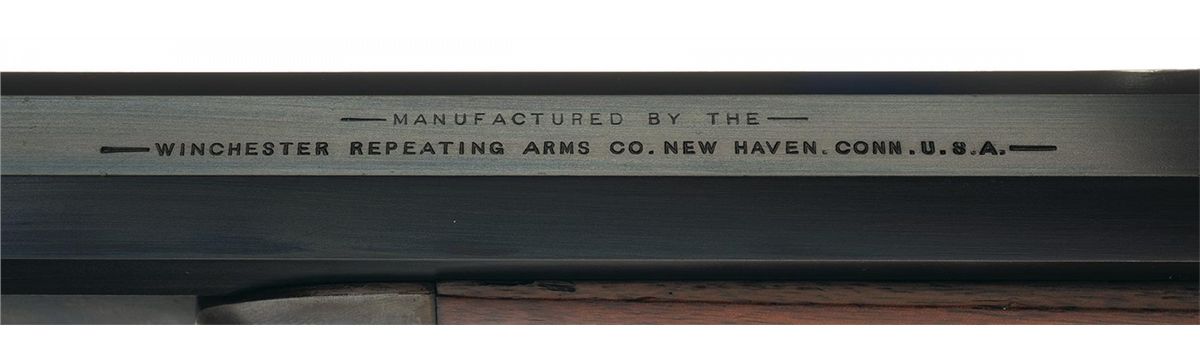 MANUFACTURED BY THE
WINCHESTER REPEATING ARMS CO. NEW HAVEN. CONN. U.S.A.